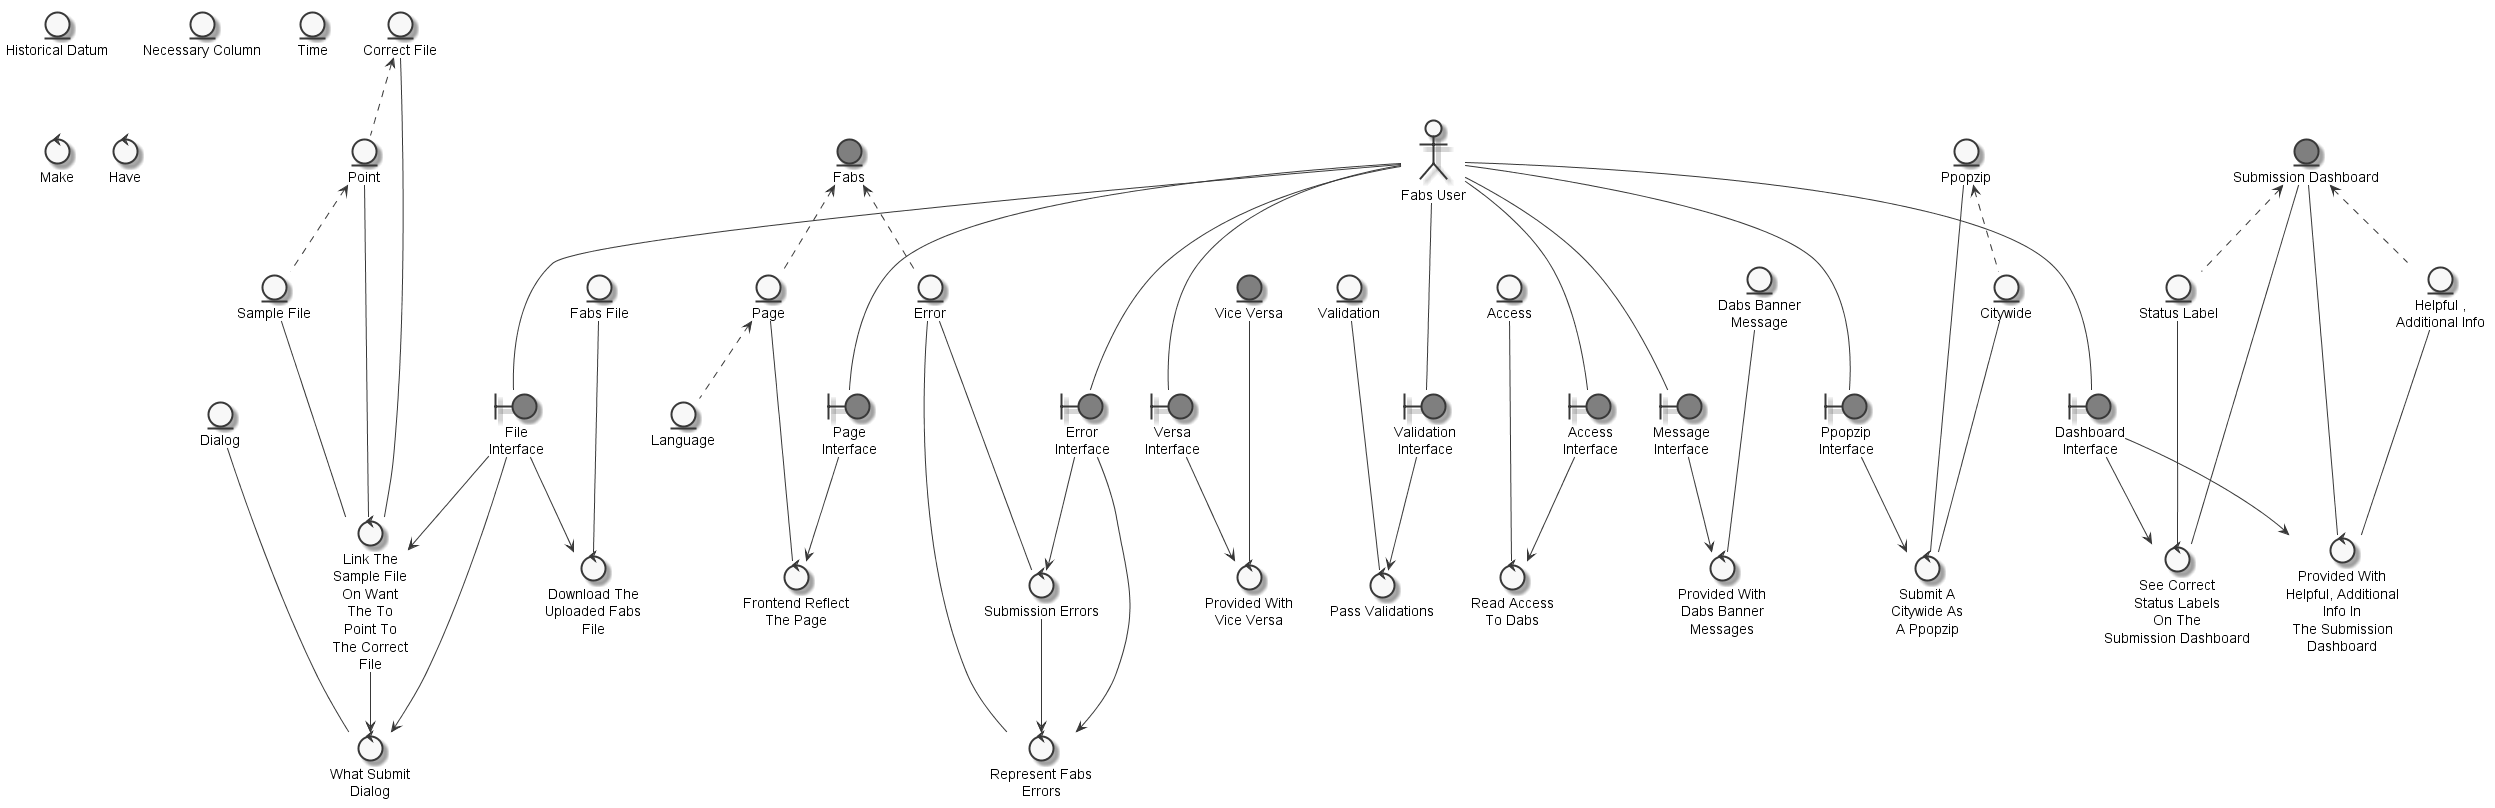 Historical Datum
Necessary Column
Time
Correct File
Make
Have
Point
Fabs
Fabs User
Ppopzip
Submission Dashboard
Sample File
Fabs File
Page
Error
Vice Versa
Validation
Access
Dabs Banner
Message
Citywide
Status Label
Helpful ,
Additional Info
Dialog
File
Interface
Language
Page
Interface
Error
Interface
Versa
Interface
Validation
Interface
Access
Interface
Message
Interface
Ppopzip
Interface
Dashboard
Interface
Link The
Sample File
On Want
The To
Point To
The Correct
File
Download The
Uploaded Fabs
File
Frontend Reflect
The Page
Submission Errors
Provided With
Vice Versa
Pass Validations
Read Access
To Dabs
Provided With
Dabs Banner
Messages
Submit A
Citywide As
A Ppopzip
See Correct
Status Labels
On The
Submission Dashboard
Provided With
Helpful, Additional
Info In
The Submission
Dashboard
What Submit
Dialog
Represent Fabs
Errors